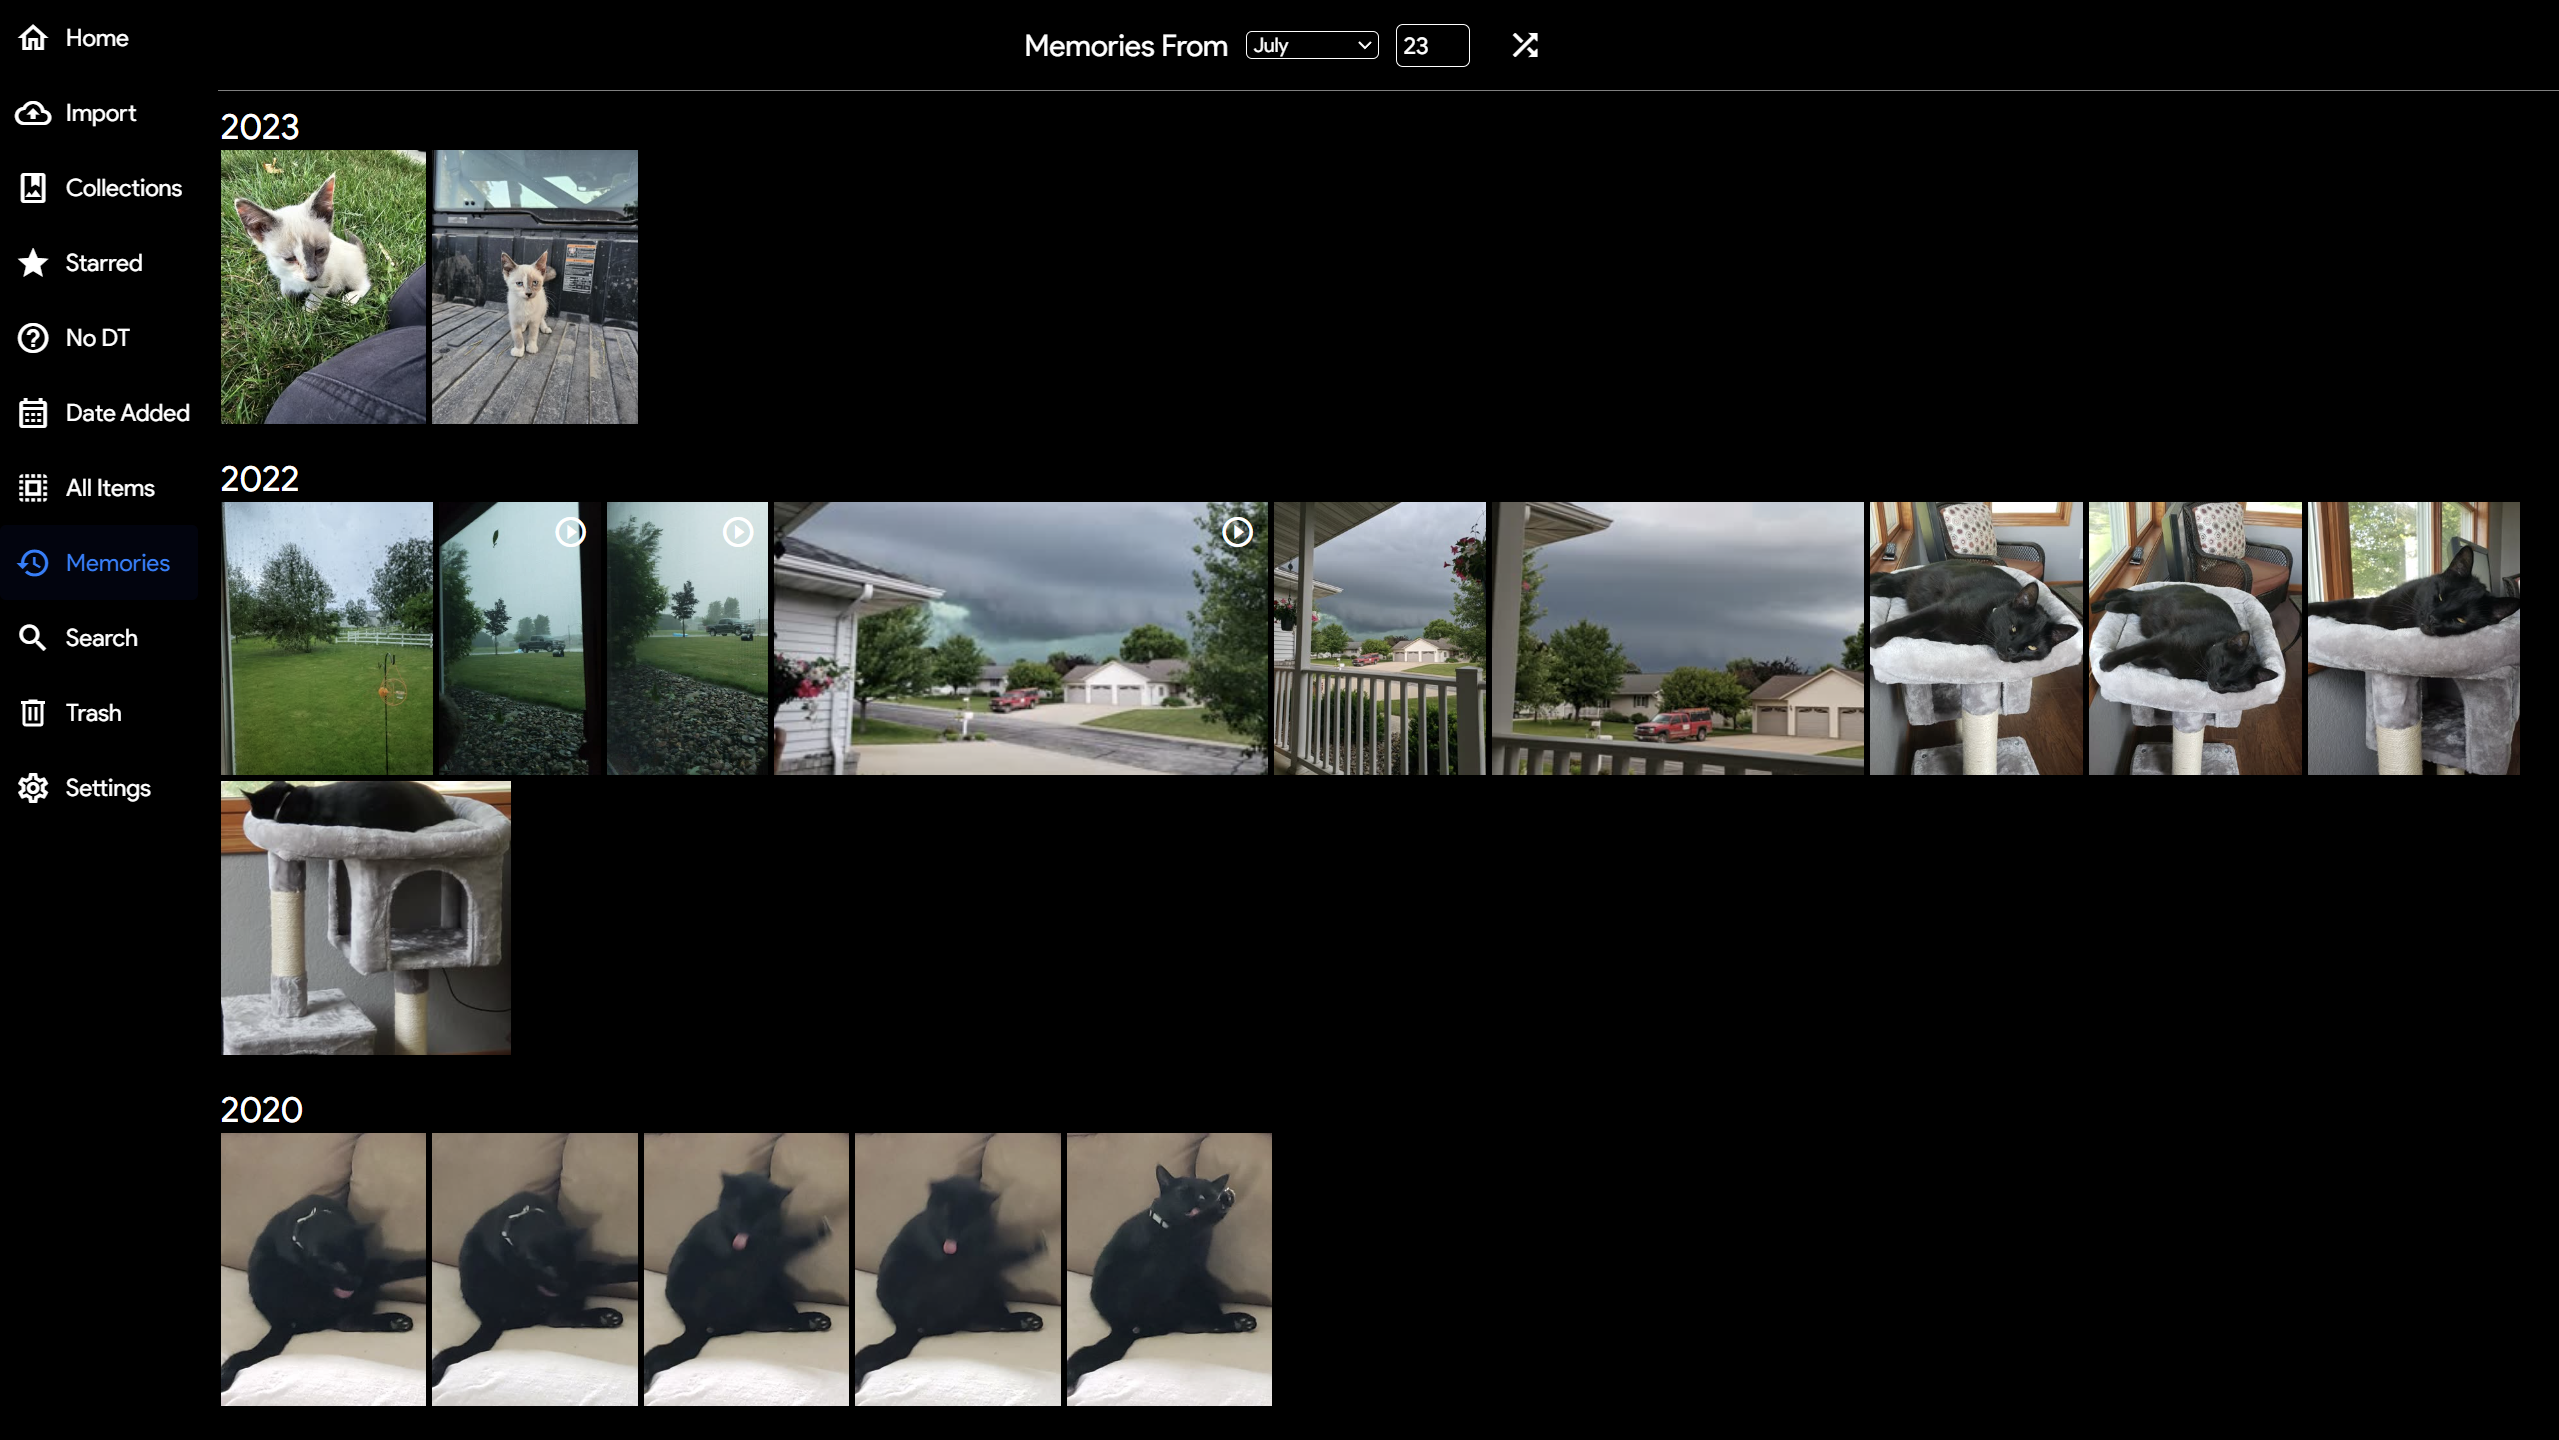 Home
Import
Collections
Starred
No DT
Date Added
All Items
Memories
Search
Trash
Settings
Memories From July 23
2023
2022
2020